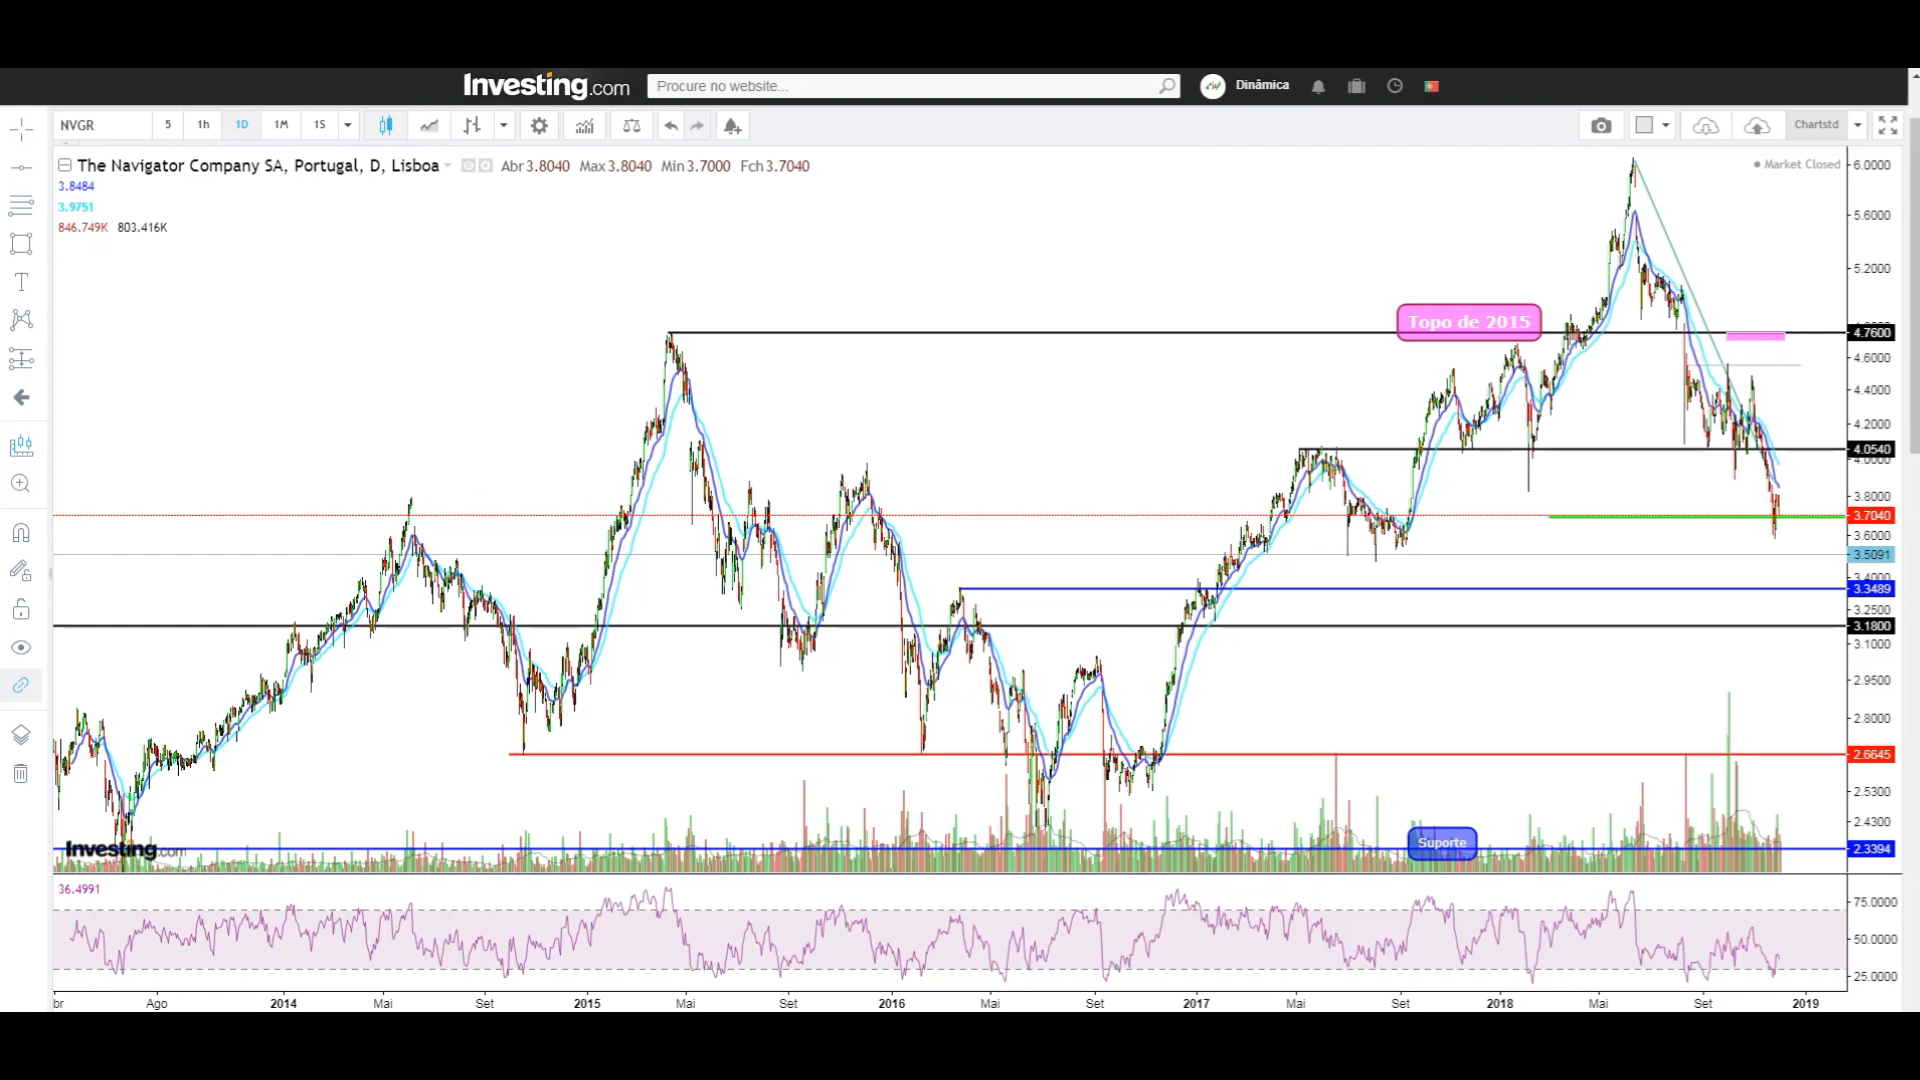 Investing.com
Procure no website...
Dinâmica
NVGR
5
1h
1D
1M
1S
Chartstd
The Navigator Company SA, Portugal, D, Lisboa
Abr 3.8040 Max 3.8040 Min 3.7000 Fch 3.7040
Market Closed
3.8484
3.9751
846.749K 803.416K
6.0000
5.6000
5.2000
Topo de 2015
4.7600
4.6000
4.4000
4.2000
4.0540
4.0000
3.8000
3.7040
3.6000
3.5091
3.4000
3.3489
3.2500
3.1800
3.1000
2.9500
2.8000
2.6645
2.5300
2.4300
Suporte
Investing.com
2.3394
36.4991
75.0000
50.0000
25.0000
br Ago 2014 Mai Set 2015 Mai Set 2016 Mai Set 2017 Mai Set 2018 Mai Set 2019